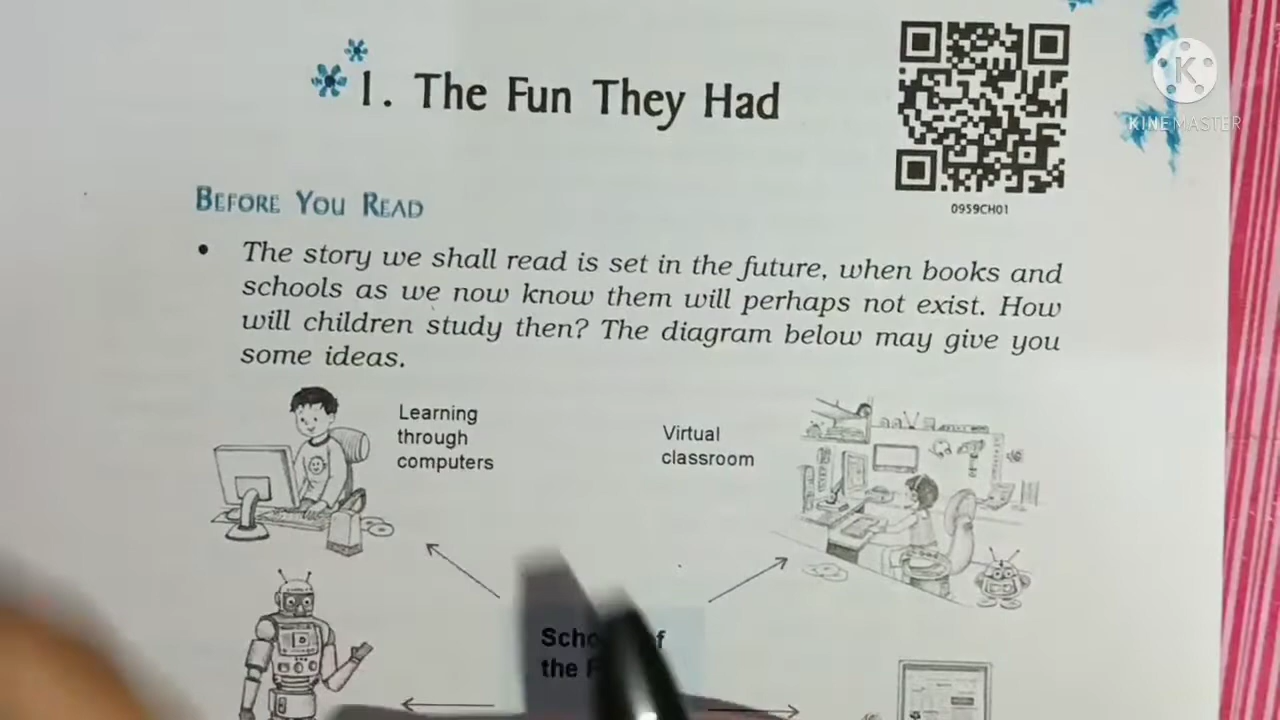 1. The Fun They Had
K
KINEMASTER
0959CH01
BEFORE YOU READ
• The story we shall read is set in the future, when books and
schools as we now know them will perhaps not exist. How
will children study then? The diagram below may give you
some ideas.
Learning
through
computers
Virtual
classroom
the